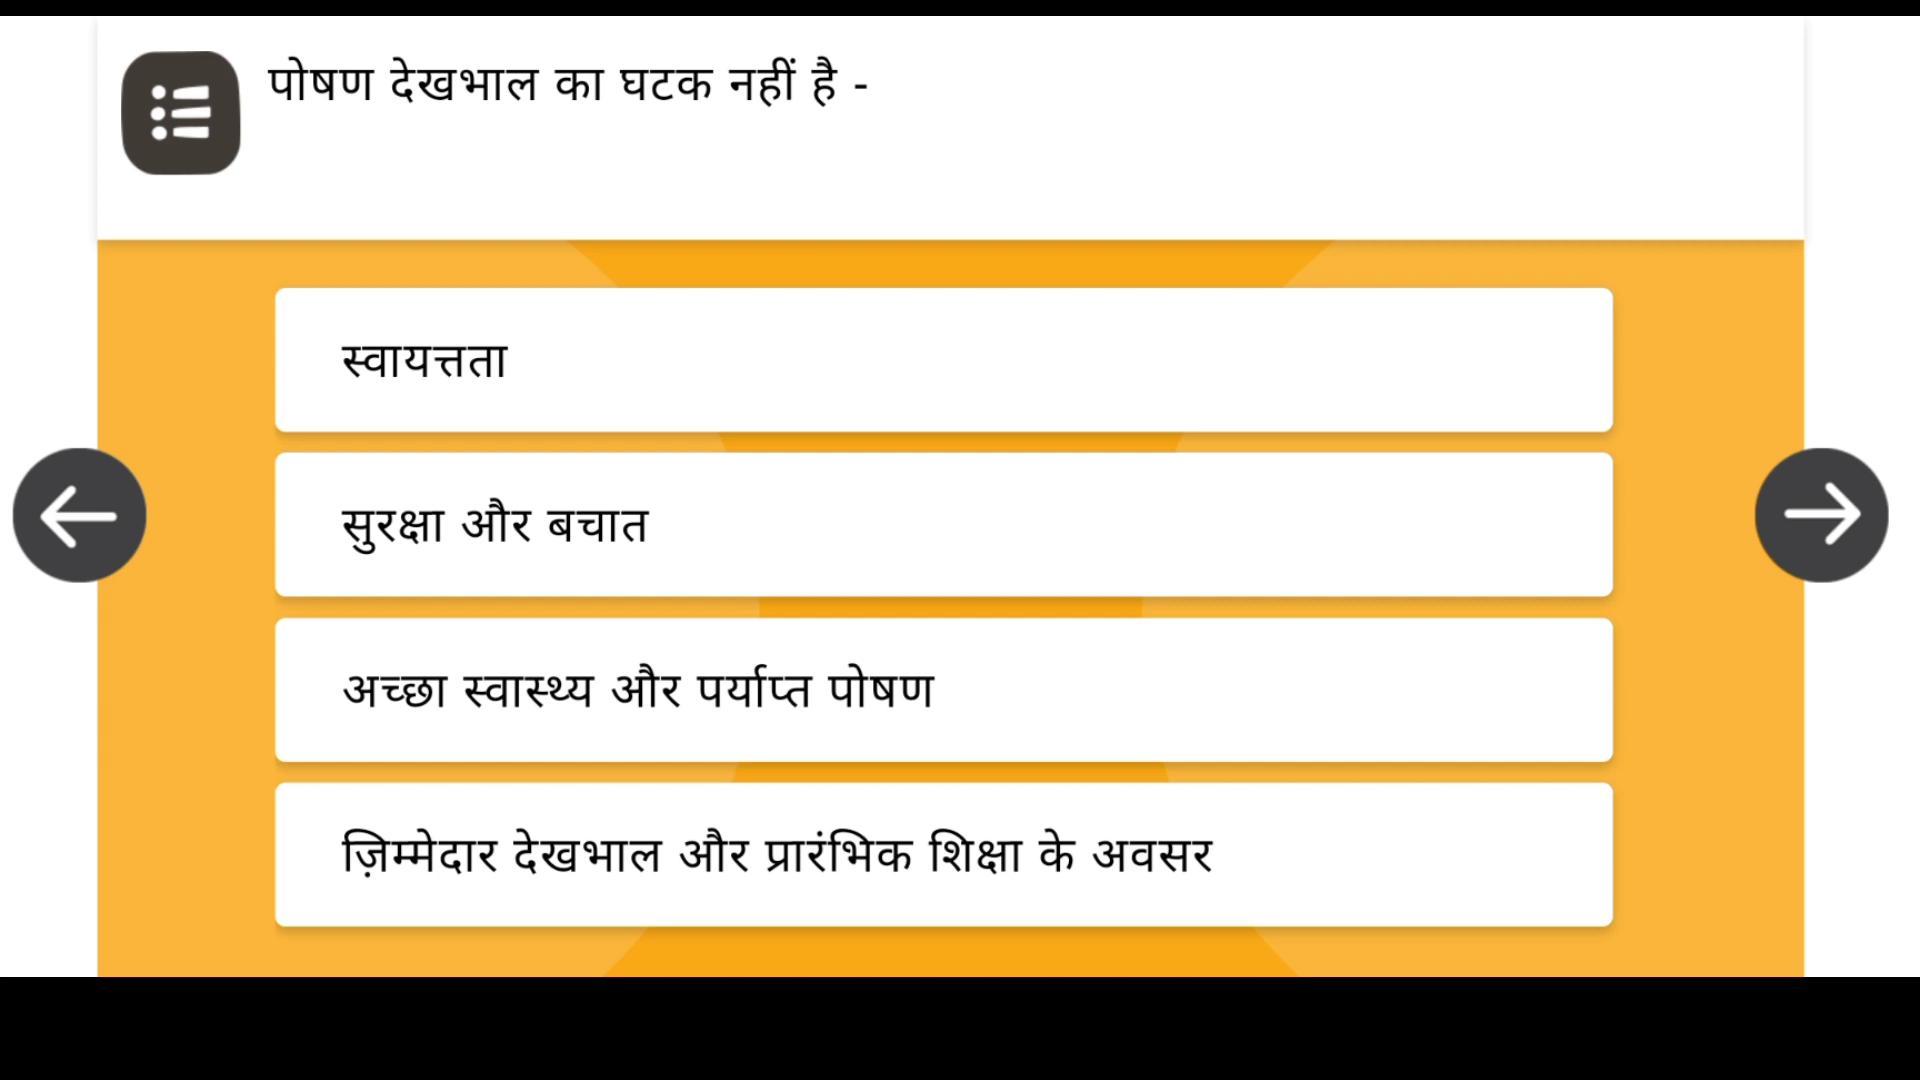 पोषण देखभाल का घटक नहीं है -
स्वायत्तता
सुरक्षा और बचात
अच्छा स्वास्थ्य और पर्याप्त पोषण
ज़िम्मेदार देखभाल और प्रारंभिक शिक्षा के अवसर